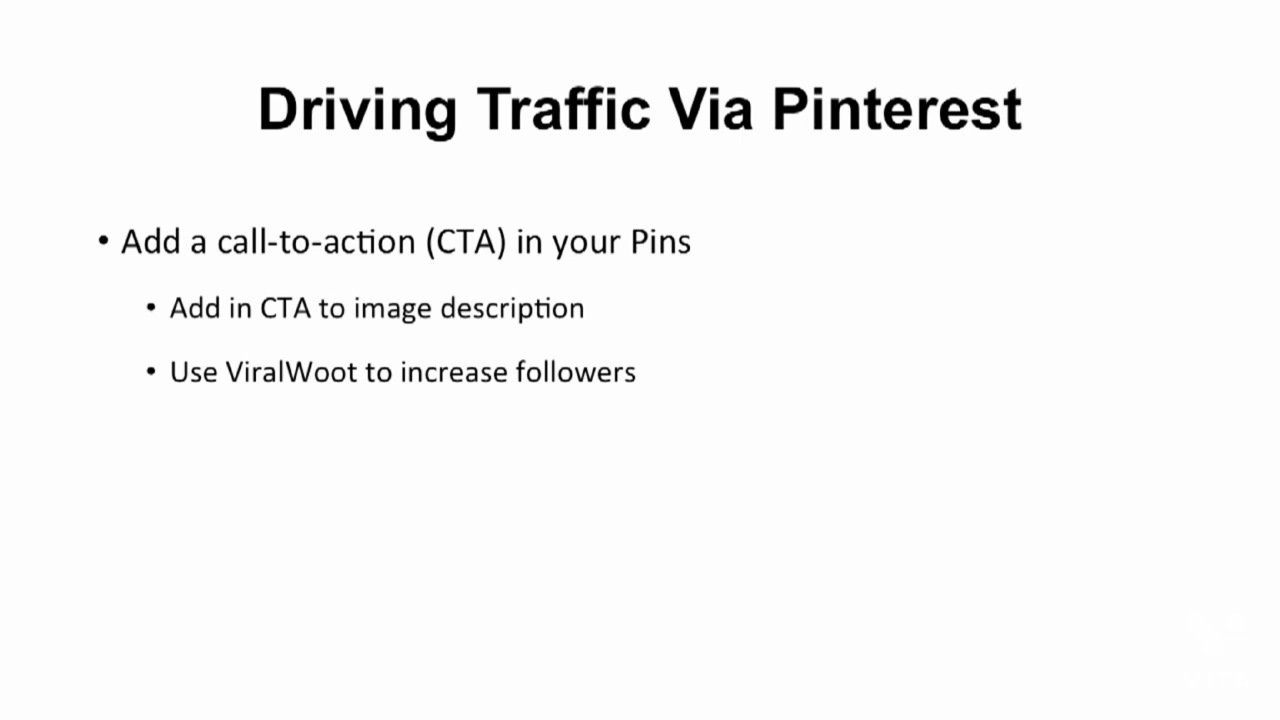 Driving Traffic Via Pinterest
• Add a call-to-action (CTA) in your Pins
• Add in CTA to image description
• Use ViralWoot to increase followers